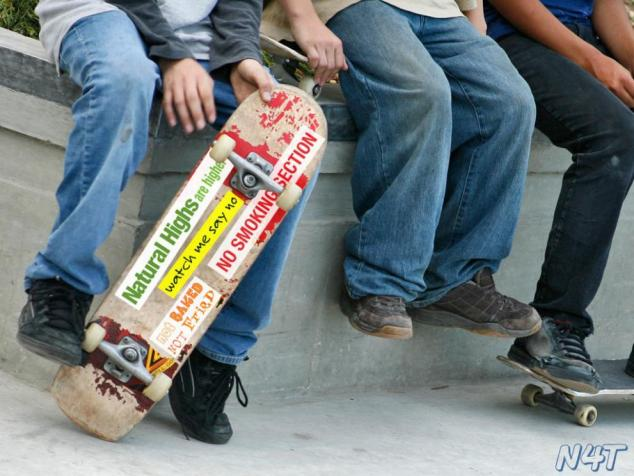 Natural Highs are higher
watch me say no
NO SMOKING SECTION
BAKED
NOT FRIED
N4T